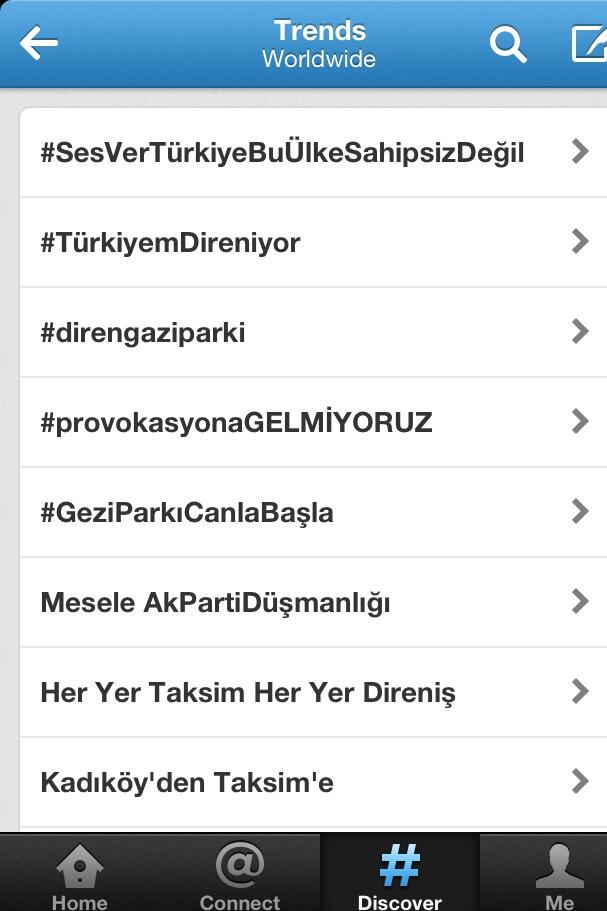 Trends
Worldwide
#SesVerTürkiyeBuÜlkeSahipsizDeğil
#TürkiyemDireniyor
#direngaziparki
#provokasyonaGELMİYORUZ
#GeziParkıCanlaBaşla
Mesele AkPartiDüşmanlığı
Her Yer Taksim Her Yer Direniş
Kadıköy'den Taksim'e
Home
Connect
Discover
Me